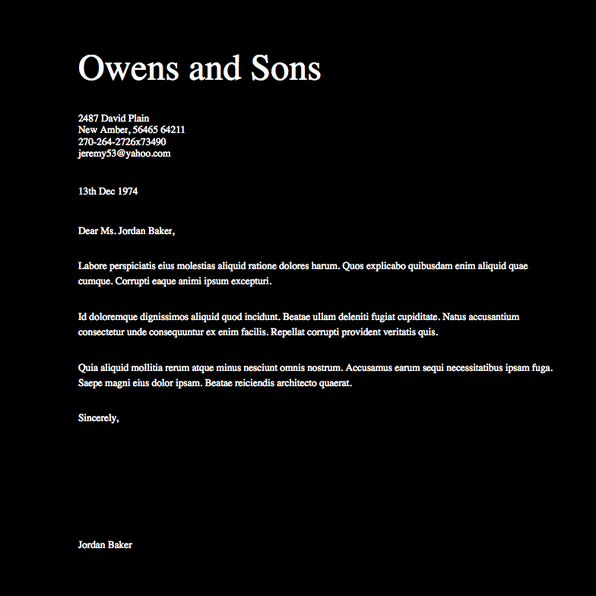 Owens and Sons
2487 David Plain
New Amber, 56465 64211
270-264-2726x73490
jeremy53@yahoo.com
13th Dec 1974
Dear Ms. Jordan Baker,
Labore perspiciatis eius molestias aliquid ratione dolores harum. Quos explicabo quibusdam enim aliquid quae
cumque. Corrupti eaque animi ipsum excepturi.
Id doloremque dignissimos aliquid quod incidunt. Beatae ullam deleniti fugiat cupiditate. Natus accusantium
consectetur unde consequuntur ex enim facilis. Repellat corrupti provident veritatis quis.
Quia aliquid mollitia rerum atque minus nesciunt omnis nostrum. Accusamus earum sequi necessitatibus ipsam fuga.
Saepe magni eius dolor ipsam. Beatae reiciendis architecto quaerat.
Sincerely,
Jordan Baker